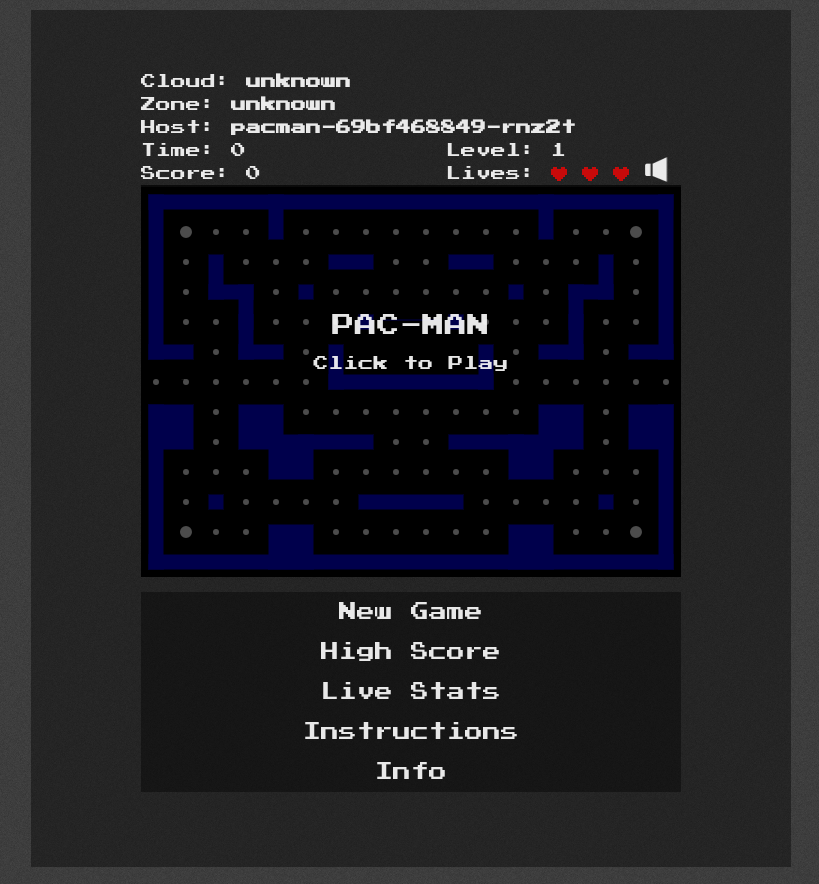 Cloud: unknown
Zone: unknown
Host: pacman-69bf468849-rnz2t
Time: 0 Level: 1
Score: 0 Lives:
PAC-MAN
Click to Play
New Game
High Score
Live Stats
Instructions
Info